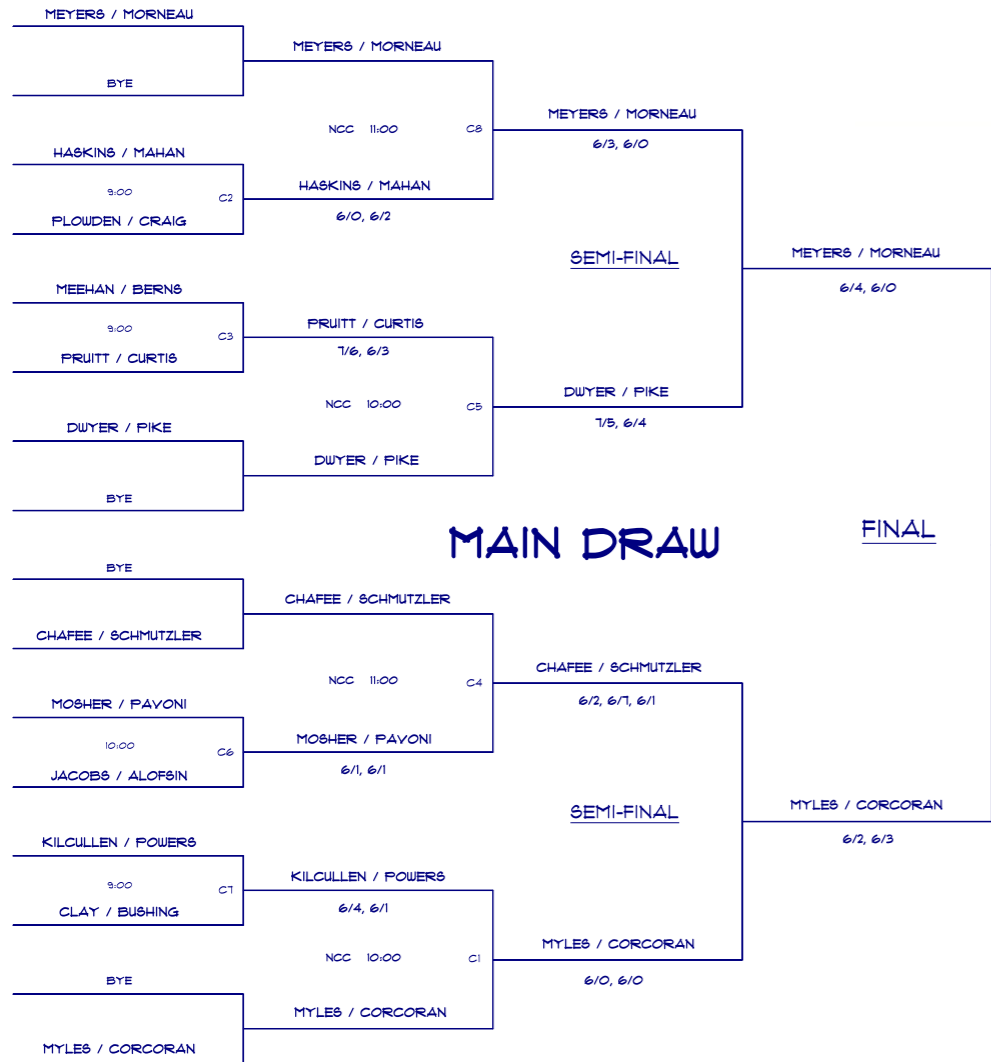 MEYERS / MORNEAU
BYE
HASKINS / MAHAN
9:00 C2
PLOWDEN / CRAIG
MEEHAN / BERNS
9:00 C3
PRUITT / CURTIS
DWYER / PIKE
BYE
BYE
CHAFEE / SCHMUTZLER
MOSHER / PAVONI
10:00 C6
JACOBS / ALOFSIN
KILCULLEN / POWERS
9:00 C7
CLAY / BUSHING
BYE
MYLES / CORCORAN
MEYERS / MORNEAU
NCC 11:00 C8
HASKINS / MAHAN
6/0, 6/2
PRUITT / CURTIS
7/6, 6/3
NCC 10:00 C5
DWYER / PIKE
CHAFEE / SCHMUTZLER
NCC 11:00 C4
MOSHER / PAVONI
6/1, 6/1
KILCULLEN / POWERS
6/4, 6/1
NCC 10:00 C1
MYLES / CORCORAN
MEYERS / MORNEAU
6/3, 6/0
SEMI-FINAL
DWYER / PIKE
7/5, 6/4
MAIN DRAW
CHAFEE / SCHMUTZLER
6/2, 6/7, 6/1
SEMI-FINAL
MYLES / CORCORAN
6/0, 6/0
MEYERS / MORNEAU
6/4, 6/0
FINAL
MYLES / CORCORAN
6/2, 6/3